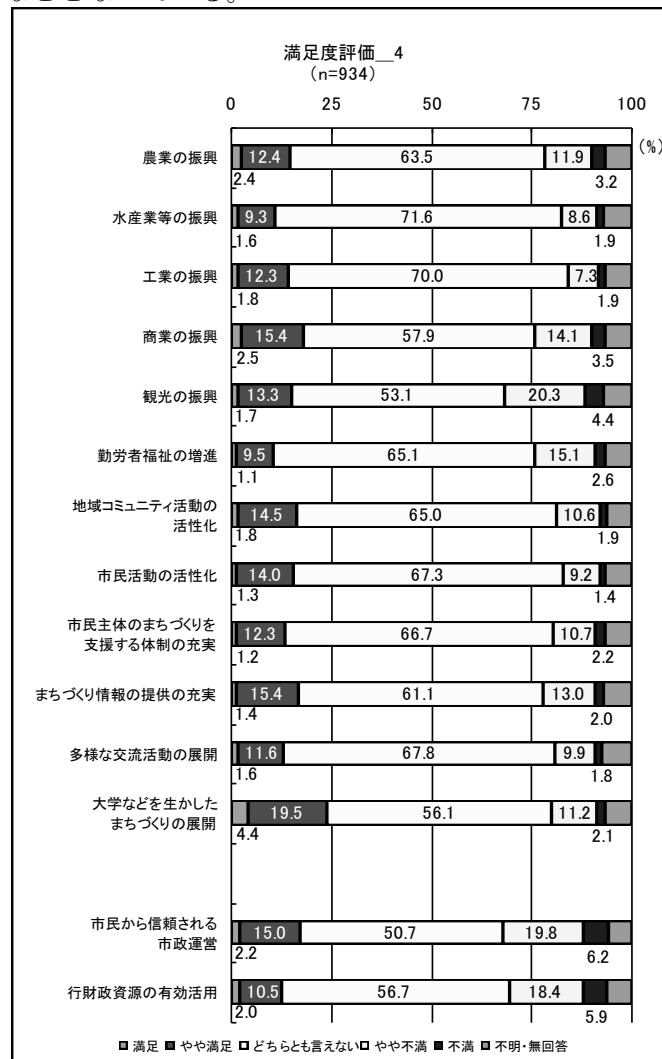 満足度評価__4
(n=934)
0 25 50 75 100
(%)
農業の振興 12.4 63.5 11.9
2.4 3.2
水産業等の振興 9.3 71.6 8.6
1.6 1.9
工業の振興 12.3 70.0 7.3
1.8 1.9
商業の振興 15.4 57.9 14.1
2.5 3.5
観光の振興 13.3 53.1 20.3
1.7 4.4
勤労者福祉の増進 9.5 65.1 15.1
1.1 2.6
地域コミュニティ活動の
活性化 14.5 65.0 10.6
1.8 1.9
市民活動の活性化 14.0 67.3 9.2
1.3 1.4
市民主体のまちづくりを
支援する体制の充実 12.3 66.7 10.7
1.2 2.2
まちづくり情報の提供の充実 15.4 61.1 13.0
1.4 2.0
多様な交流活動の展開 11.6 67.8 9.9
1.6 1.8
大学などを生かした
まちづくりの展開 19.5 56.1 11.2
4.4 2.1
市民から信頼される
市政運営 15.0 50.7 19.8
2.2 6.2
行財政資源の有効活用 10.5 56.7 18.4
2.0 5.9
満足 やや満足 どちらとも言えない やや不満 不満 不明・無回答